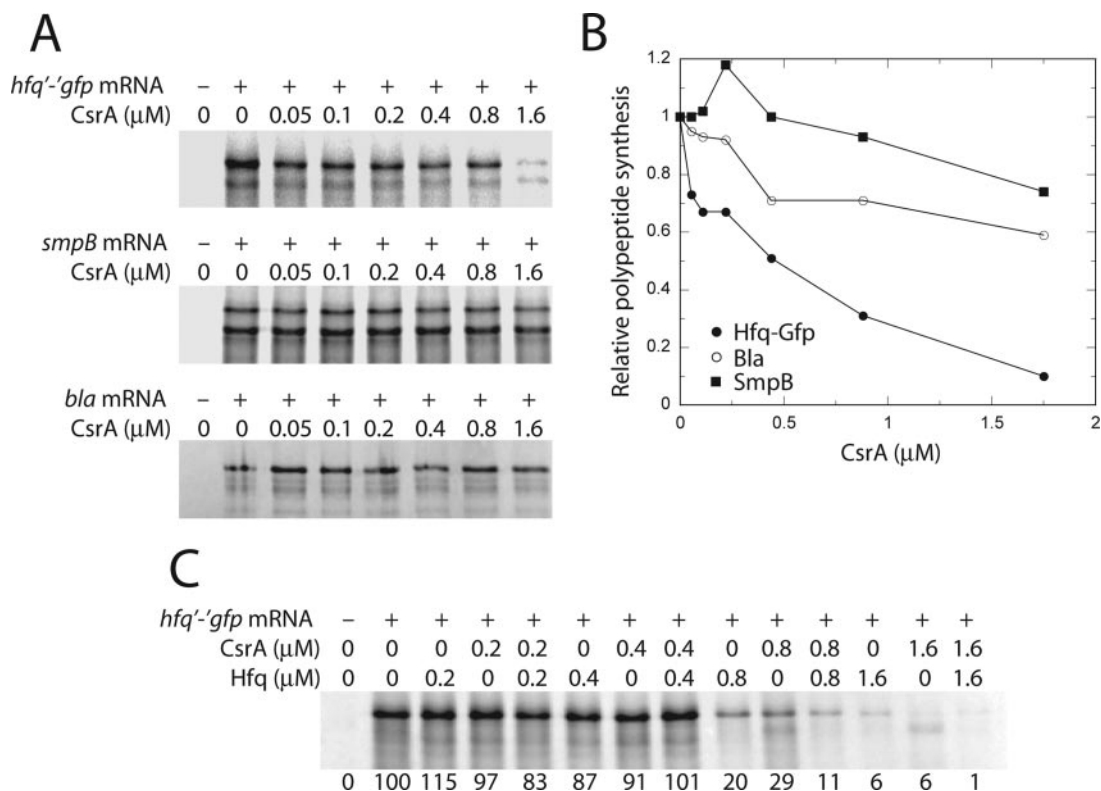 A
hfq'-'gfp mRNA – + + + + + + +
CsrA (μM) 0 0 0.05 0.1 0.2 0.4 0.8 1.6
smpB mRNA – + + + + + + +
CsrA (μM) 0 0 0.05 0.1 0.2 0.4 0.8 1.6
bla mRNA – + + + + + + +
CsrA (μM) 0 0 0.05 0.1 0.2 0.4 0.8 1.6
B
Relative polypeptide synthesis
1.2
1
0.8
0.6
0.4
0.2
0
Hfq-Gfp
Bla
SmpB
0 0.5 1 1.5 2
CsrA (μM)
C
hfq'-'gfp mRNA – + + + + + + + + + + + + +
CsrA (μM) 0 0 0 0.2 0.2 0 0.4 0.4 0 0.8 0.8 0 1.6 1.6
Hfq (μM) 0 0 0.2 0 0.2 0.4 0 0.4 0.8 0 0.8 1.6 0 1.6
0 100 115 97 83 87 91 101 20 29 11 6 6 1